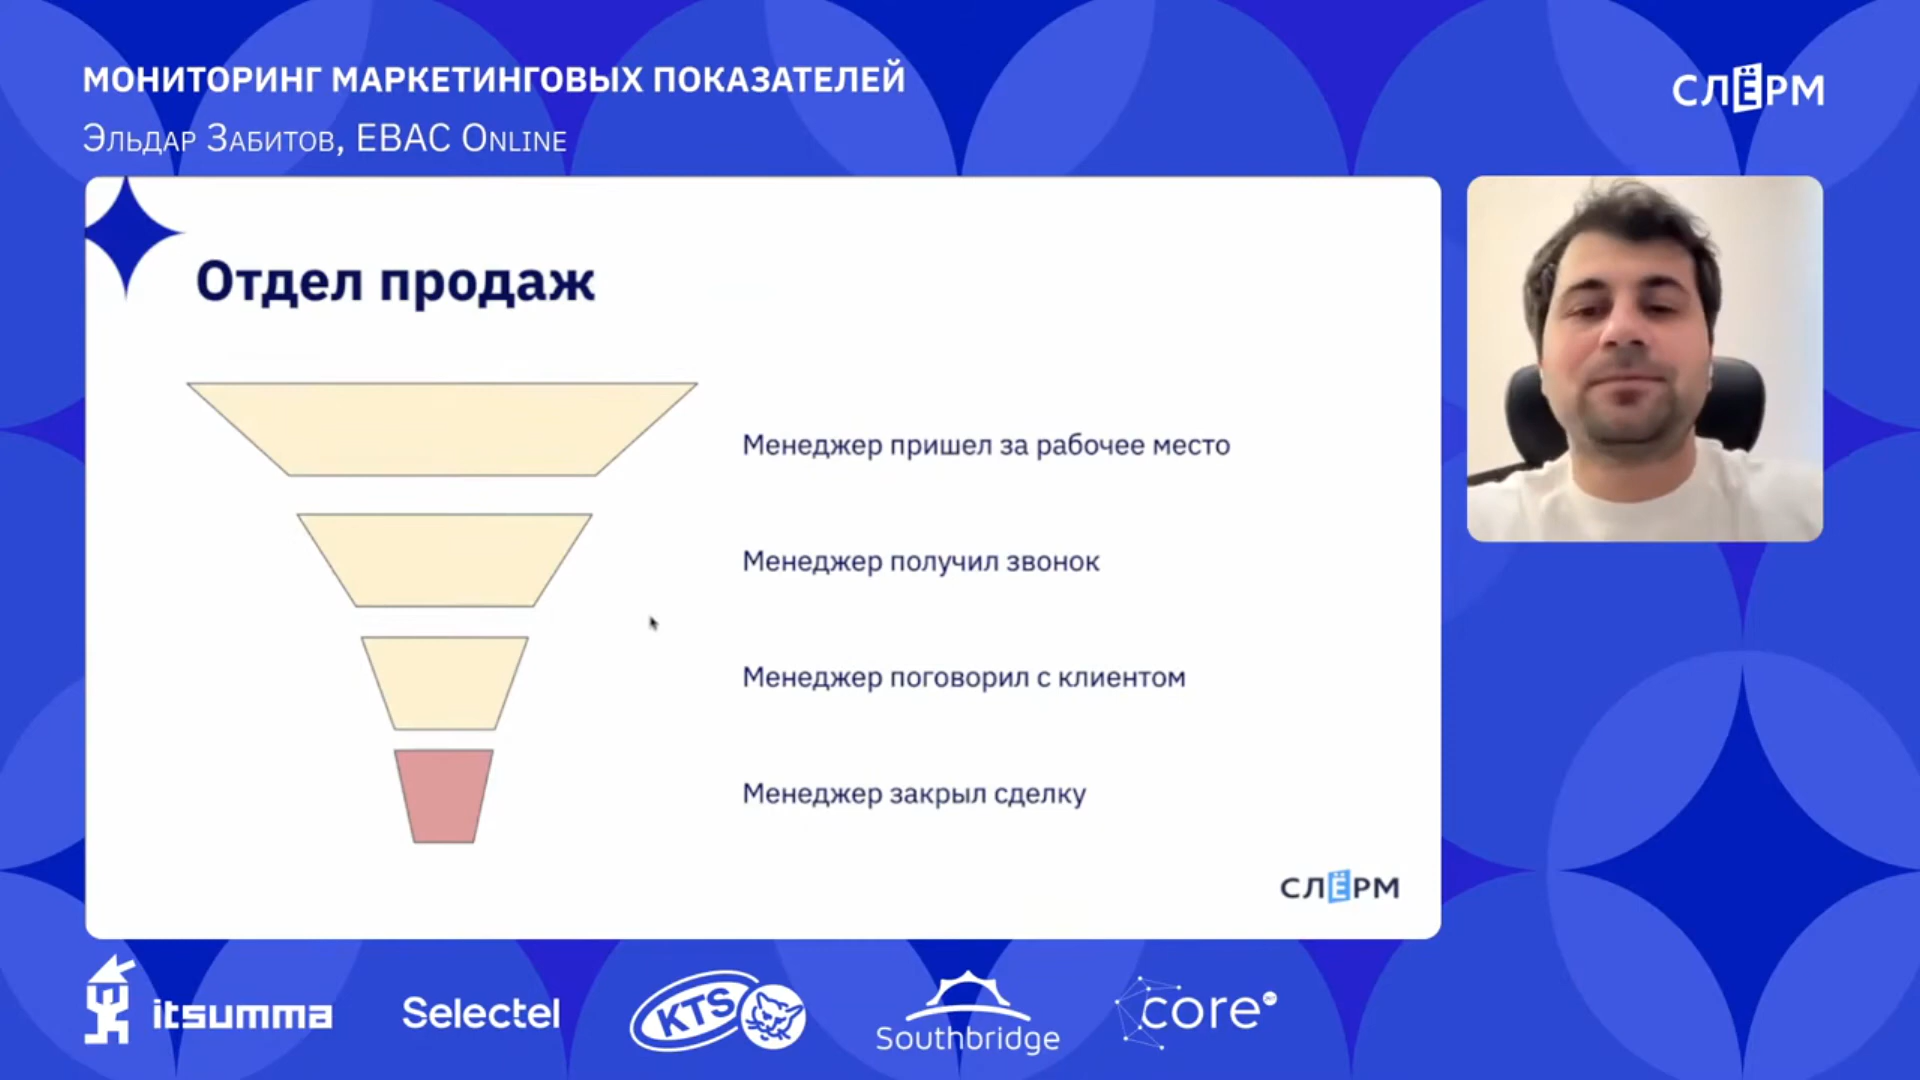 МОНИТОРИНГ МАРКЕТИНГОВЫХ ПОКАЗАТЕЛЕЙ
Эльдар Забитов, EBAC Online
СЛЁРМ
Отдел продаж
Менеджер пришел за рабочее место
Менеджер получил звонок
Менеджер поговорил с клиентом
Менеджер закрыл сделку
СЛЁРМ
itsumma
Selectel
KTS
Southbridge
core